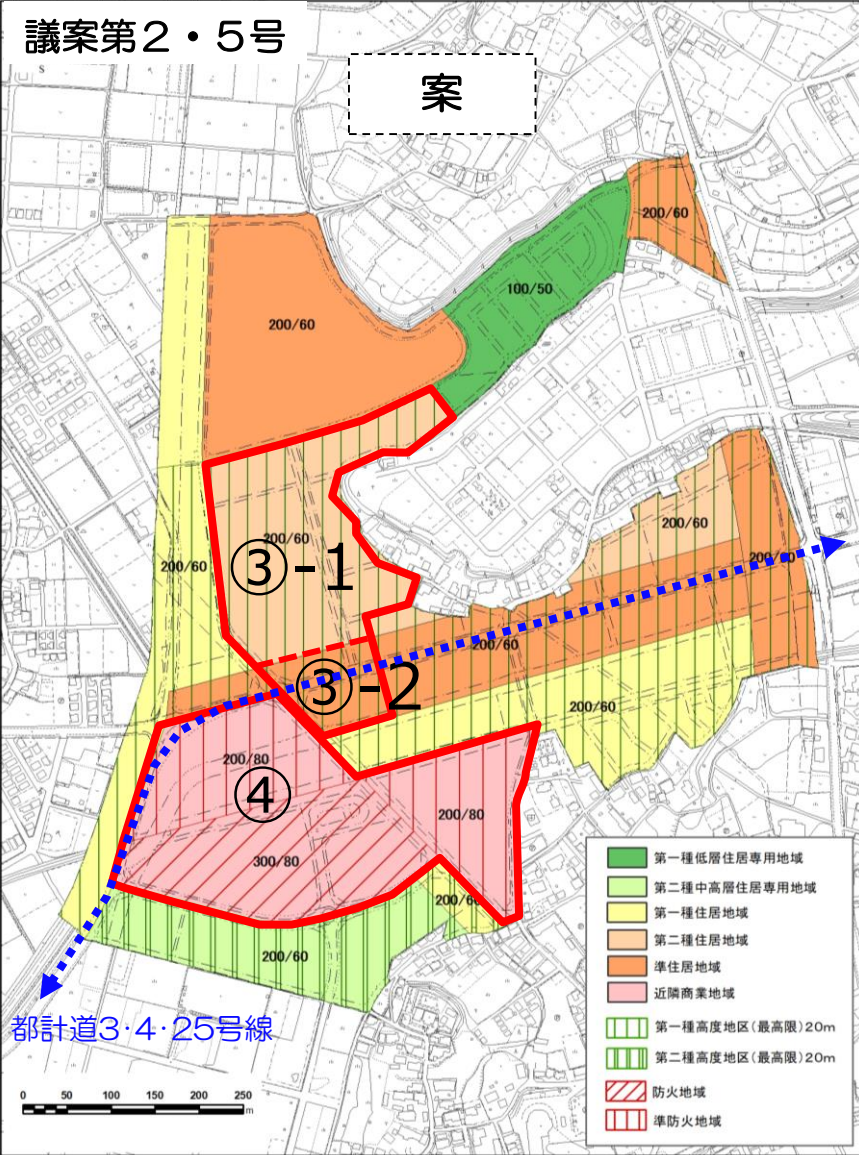 議案第2・5号
案
200/60
100/50
200/60
200/60
③-1
200/60
200/60
200/60
200/60
③-2
200/60
200/80
④
200/80
300/80
200/60
200/60
都計道3・4・25号線
0 50 100 150 200 250
m
第一種低層住居専用地域
第二種中高層住居専用地域
第一種住居地域
第二種住居地域
準住居地域
近隣商業地域
第一種高度地区(最高限)20m
第二種高度地区(最高限)20m
防火地域
準防火地域